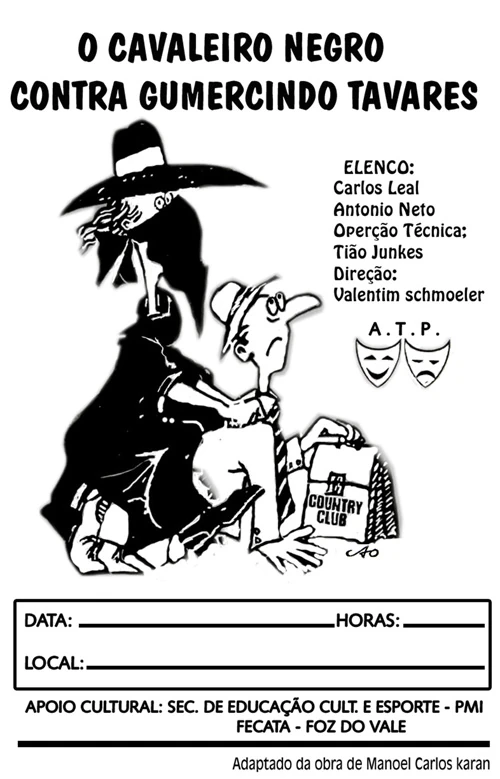 O CAVALEIRO NEGRO
CONTRA GUMERCINDO TAVARES
ELENCO:
Carlos Leal
Antonio Neto
Operção Técnica;
Tião Junkes
Direção:
Valentim schmoeler
A.T.P.
COUNTRY
CLUB
DATA: HORAS:
LOCAL:
APOIO CULTURAL: SEC. DE EDUCAÇÃO CULT. E ESPORTE - PMI
FECATA - FOZ DO VALE
Adaptado da obra de Manoel Carlos karan